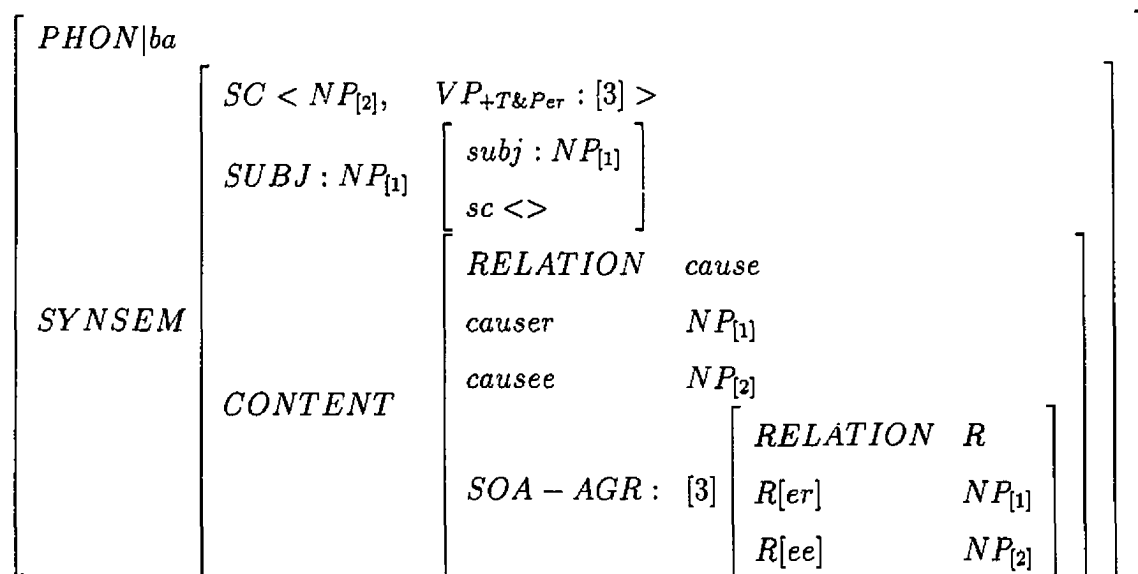 PHON|ba
SC < NP[2], VP+T&Per : [3] >
SUBJ : NP[1] subj : NP[1]
sc <>
RELATION cause
SYNSEM causer NP[1]
causee NP[2]
CONTENT
RELATION R
SOA – AGR : [3] R[er] NP[1]
R[ee] NP[2]